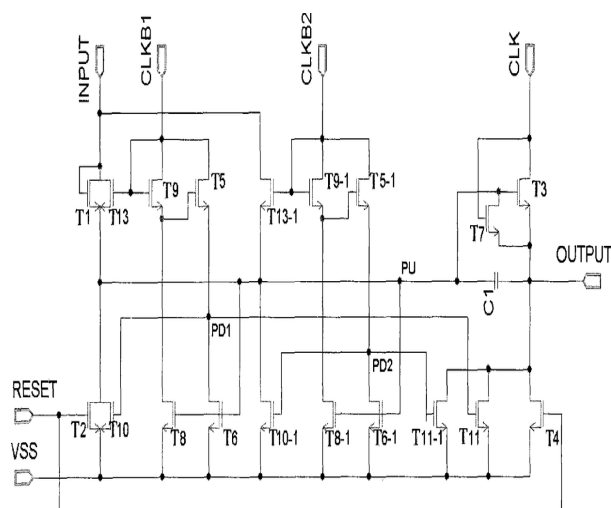 INPUT
CLKB1
CLKB2
CLK
T1
T13
T9
T5
T13-1
T9-1
T5-1
T3
T7
PU
OUTPUT
C1
PD1
PD2
RESET
T2
T10
T8
T6
T10-1
T8-1
T6-1
T11-1
T11
T4
VSS